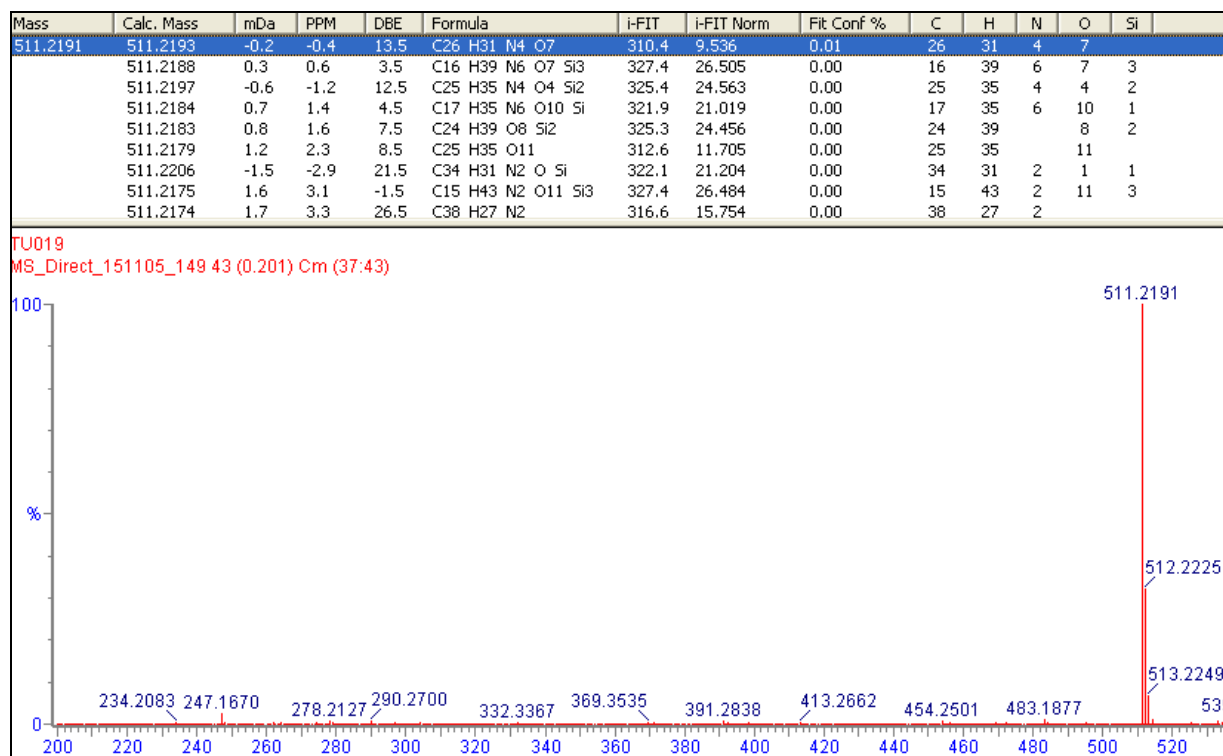 Mass Calc. Mass mDa PPM DBE Formula i-FIT i-FIT Norm Fit Conf % C H N O Si
511.2191 511.2193 -0.2 -0.4 13.5 C26 H31 N4 O7 310.4 9.536 0.01 26 31 4 7
511.2188 0.3 0.6 3.5 C16 H39 N6 O7 Si3 327.4 26.505 0.00 16 39 6 7 3
511.2197 -0.6 -1.2 12.5 C25 H35 N4 O4 Si2 325.4 24.563 0.00 25 35 4 4 2
511.2184 0.7 1.4 4.5 C17 H35 N6 O10 Si 321.9 21.019 0.00 17 35 6 10 1
511.2183 0.8 1.6 7.5 C24 H39 O8 Si2 325.3 24.456 0.00 24 39 8 2
511.2179 1.2 2.3 8.5 C25 H35 O11 312.6 11.705 0.00 25 35 11
511.2206 -1.5 -2.9 21.5 C34 H31 N2 O Si 322.1 21.204 0.00 34 31 2 1 1
511.2175 1.6 3.1 -1.5 C15 H43 N2 O11 Si3 327.4 26.484 0.00 15 43 2 11 3
511.2174 1.7 3.3 26.5 C38 H27 N2 316.6 15.754 0.00 38 27 2
TU019
MS_Direct_151105_149 43 (0.201) Cm (37:43)
511.2191
100
%
512.2225
513.2249
234.2083 247.1670 278.2127 290.2700 332.3367 369.3535 391.2838 413.2662 454.2501 483.1877 53
0
200 220 240 260 280 300 320 340 360 380 400 420 440 460 480 500 520